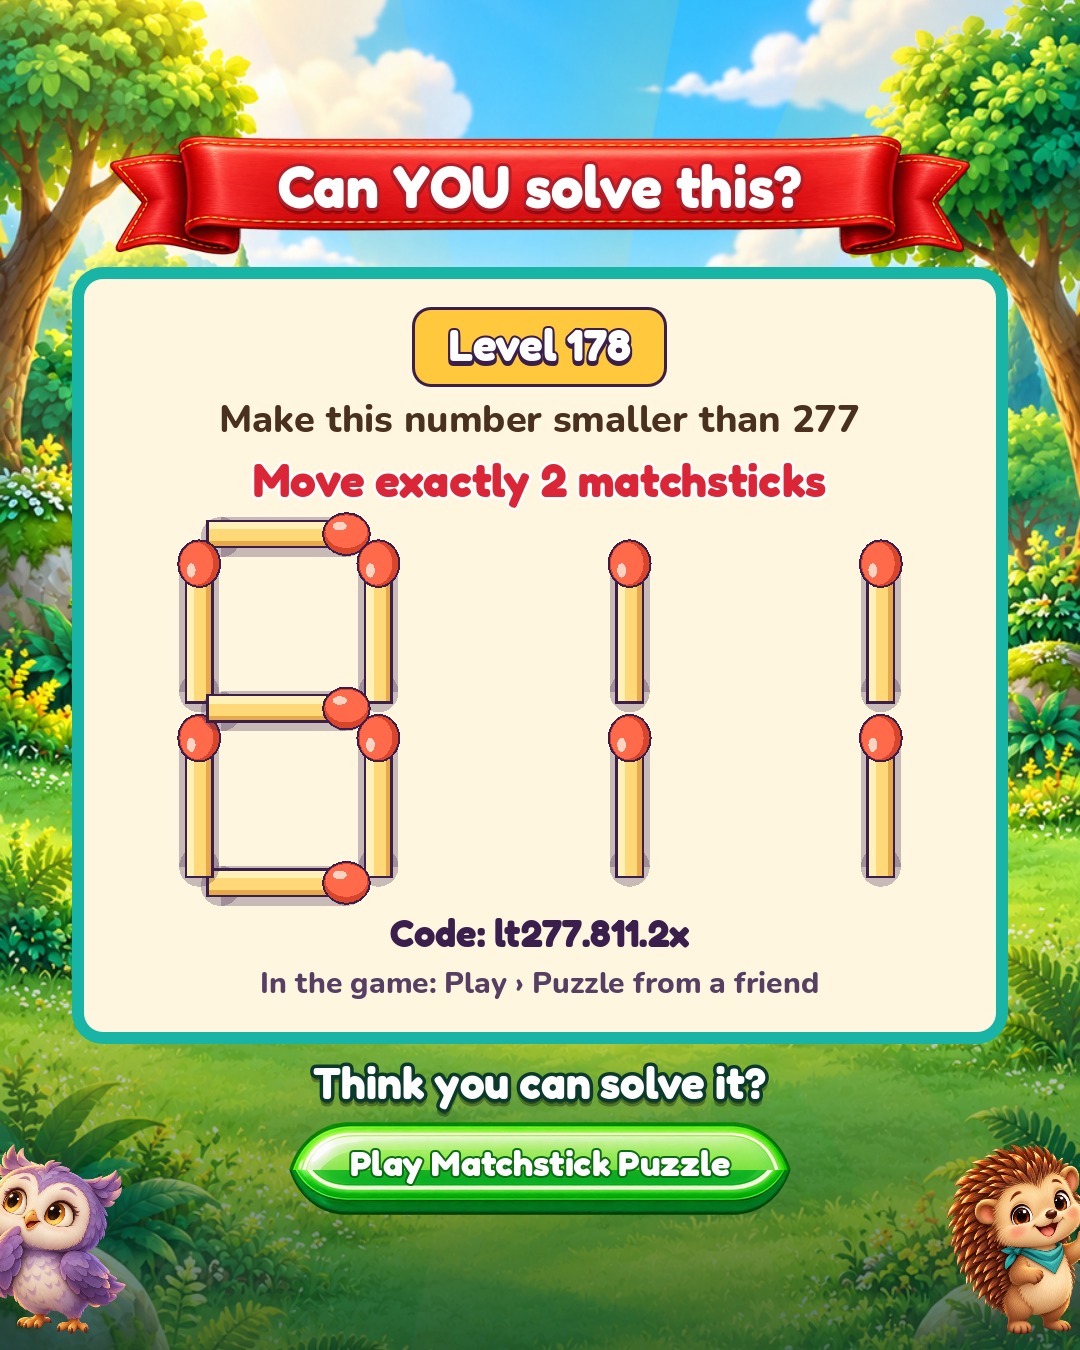 Can YOU solve this?
Level 178
Make this number smaller than 277
Move exactly 2 matchsticks
811
Code: lt277.811.2x
In the game: Play › Puzzle from a friend
Think you can solve it?
Play Matchstick Puzzle